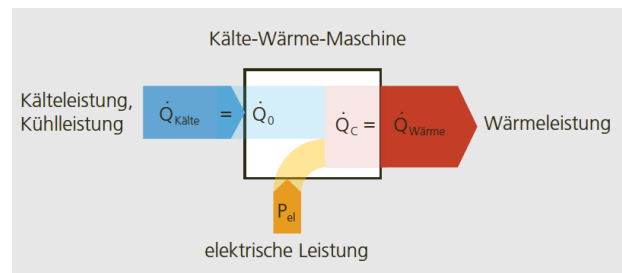 Kälte-Wärme-Maschine
Kälteleistung,
Kühlleistung
Q̇Kälte = Q̇0
Q̇C = Q̇Wärme
Wärmeleistung
Pel
elektrische Leistung